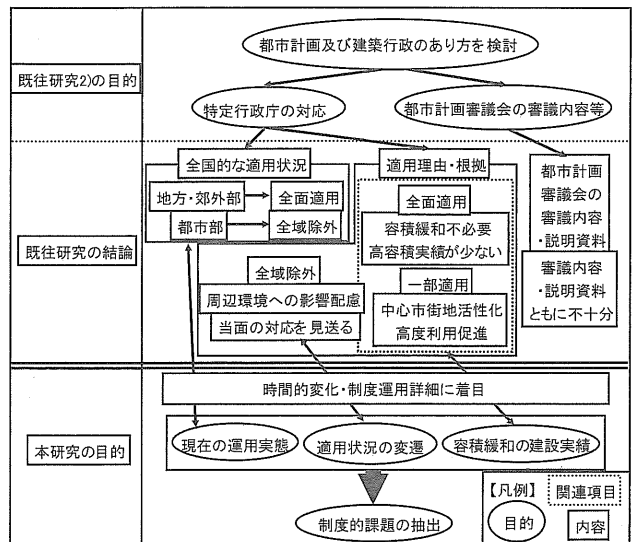 都市計画及び建築行政のあり方を検討
既往研究2)の目的
特定行政庁の対応
都市計画審議会の審議内容等
全国的な適用状況
地方・郊外部
全面適用
都市部
全域除外
適用理由・根拠
全面適用
容積緩和不必要
高容積実績が少ない
一部適用
中心市街地活性化
高度利用促進
全域除外
周辺環境への影響配慮
当面の対応を見送る
都市計画
審議会の
審議内容
・説明資料
審議内容
・説明資料
ともに不十分
既往研究の結論
時間的変化・制度運用詳細に着目
本研究の目的
現在の運用実態
適用状況の変遷
容積緩和の建設実績
制度的課題の抽出
【凡例】
関連項目
目的
内容